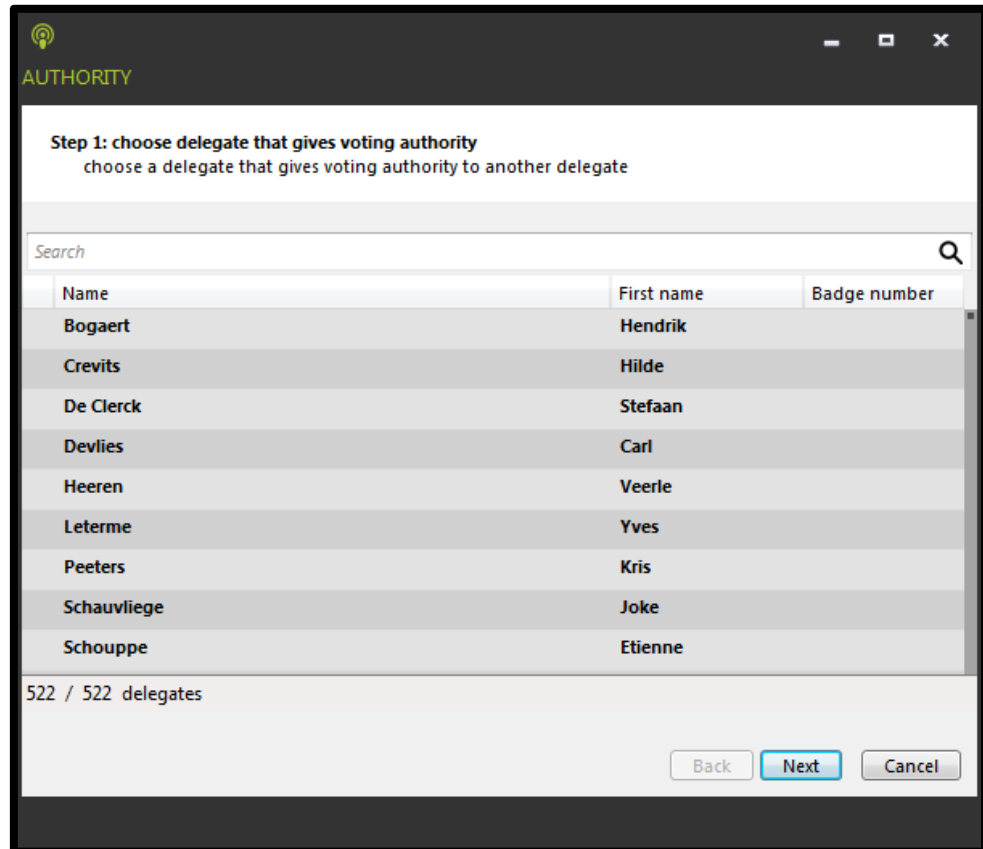 AUTHORITY
Step 1: choose delegate that gives voting authority
choose a delegate that gives voting authority to another delegate
Search
Name First name Badge number
Bogaert Hendrik
Crevits Hilde
De Clerck Stefaan
Devlies Carl
Heeren Veerle
Leterme Yves
Peeters Kris
Schauvliege Joke
Schouppe Etienne
522 / 522 delegates
Back Next Cancel